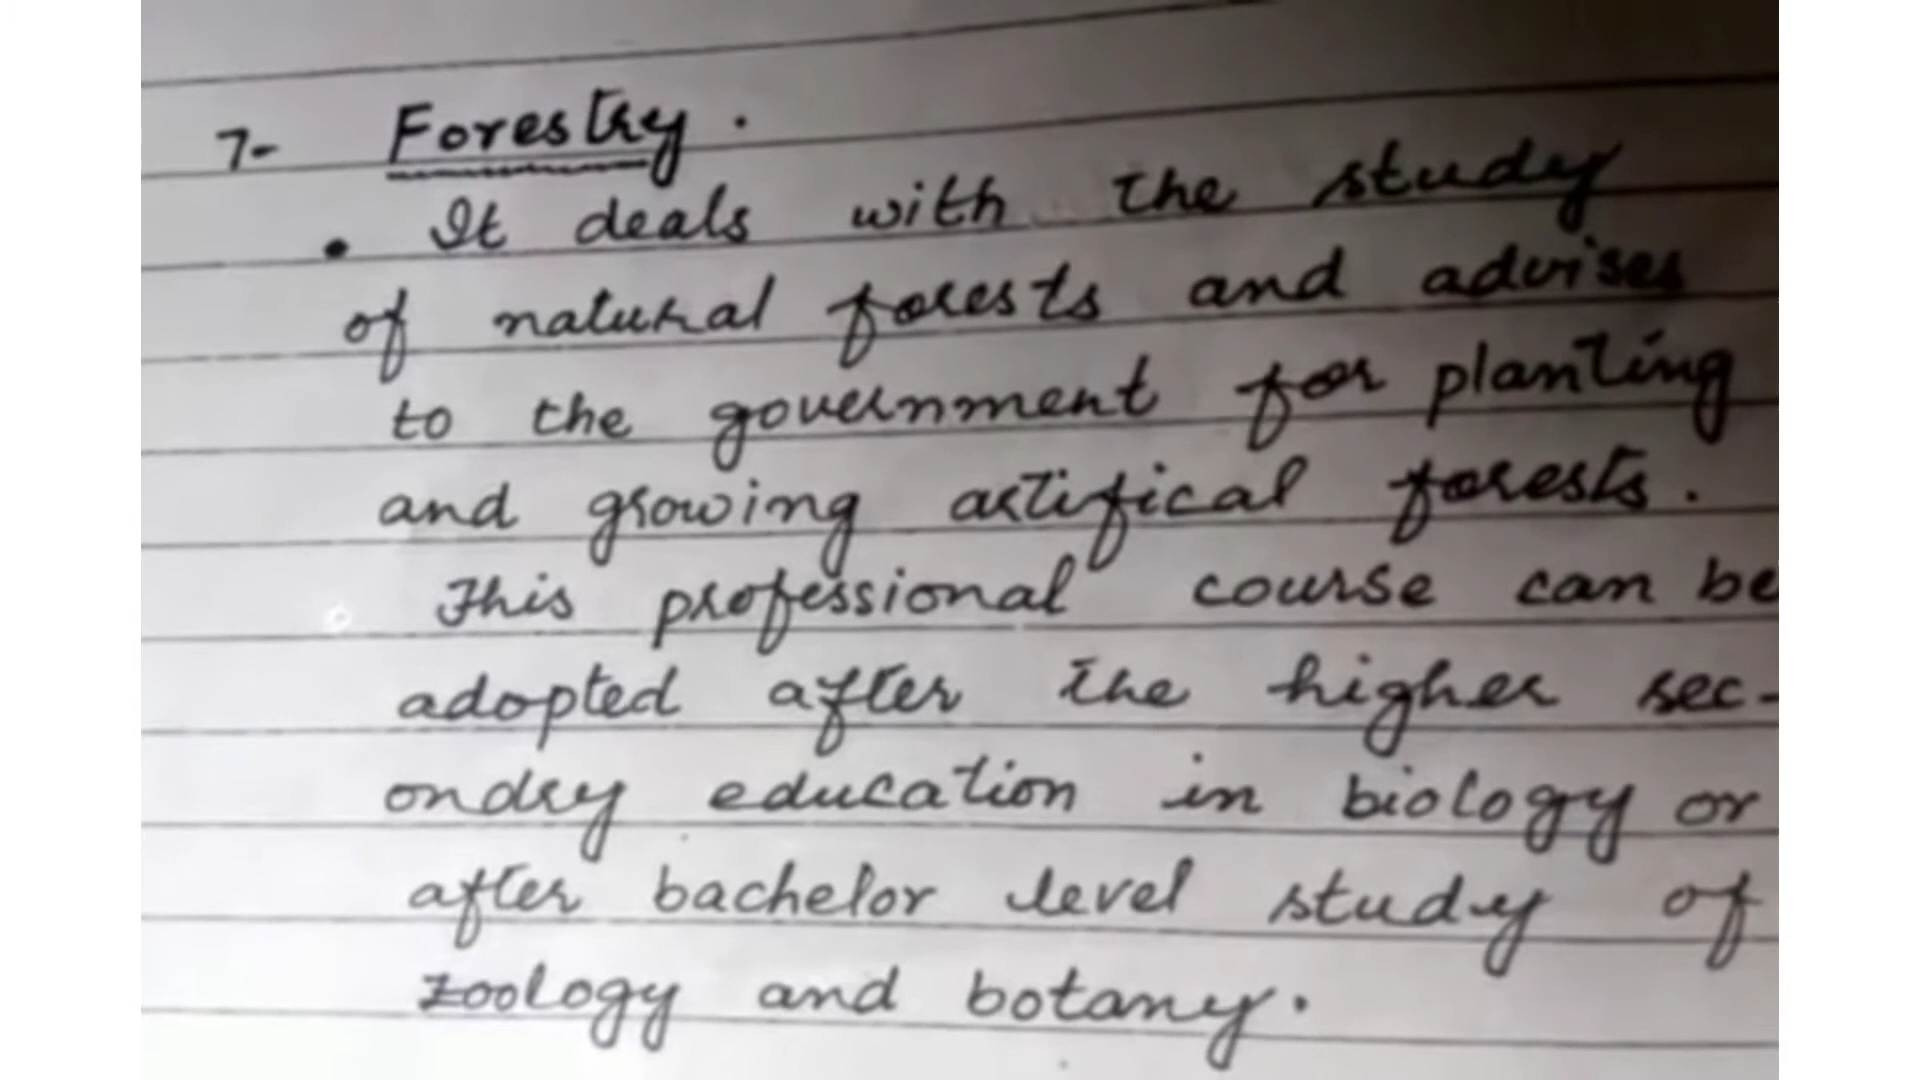 7- Forestry.
• It deals with the study
of natural forests and advises
to the government for planting
and growing artifical forests.
This professional course can be
adopted after the higher sec-
ondry education in biology or
after bachelor level study of
zoology and botany.